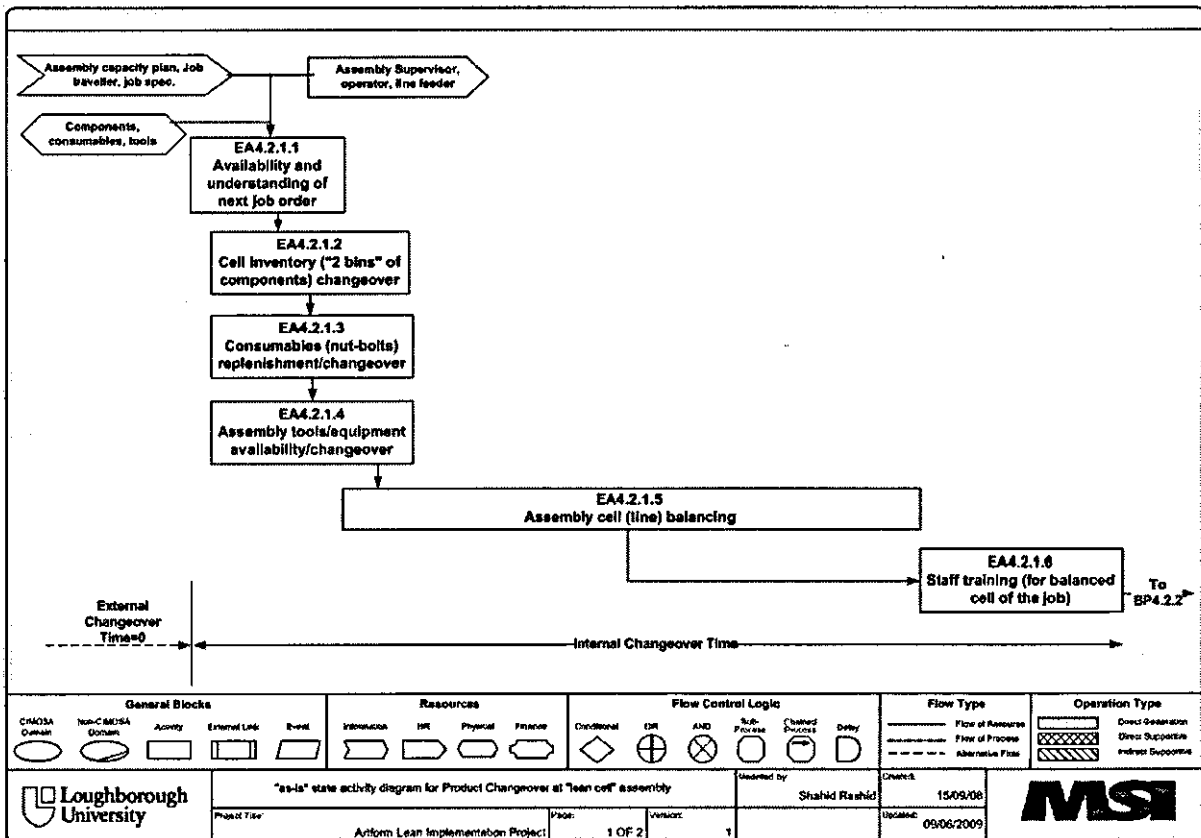 Assembly capacity plan, Job
traveller, job spec.
Assembly Supervisor,
operator, line feeder
Components,
consumables, tools
EA4.2.1.1
Availability and
understanding of
next job order
EA4.2.1.2
Cell Inventory ("2 bins" of
components) changeover
EA4.2.1.3
Consumables (nut-bolts)
replenishment/changeover
EA4.2.1.4
Assembly tools/equipment
availability/changeover
EA4.2.1.5
Assembly cell (line) balancing
EA4.2.1.6
Staff training (for balanced
cell of the job)
To
BP4.2.2
External
Changeover
Time=0
Internal Changeover Time
General Blocks
Resources
Flow Control Logic
Flow Type
Operation Type
CIMOSA
Domain
Non-CIMOSA
Domain
Activity
External Link
Event
Information
HR
Physical
Finance
Conditional
OR
AND
Sub-
Process
Chained
Process
Delay
Flow of Resource
Flow of Process
Alternative Flow
Direct Generation
Direct Supportive
Indirect Supportive
Loughborough
University
"as-is" state activity diagram for Product Changeover at "lean cell" assembly
Modelled by
Shahid Rashid
Created:
15/09/08
Project Title:
Artform Lean Implementation Project
Page:
1 OF 2
Version:
1
Updated:
09/06/2009
MSI